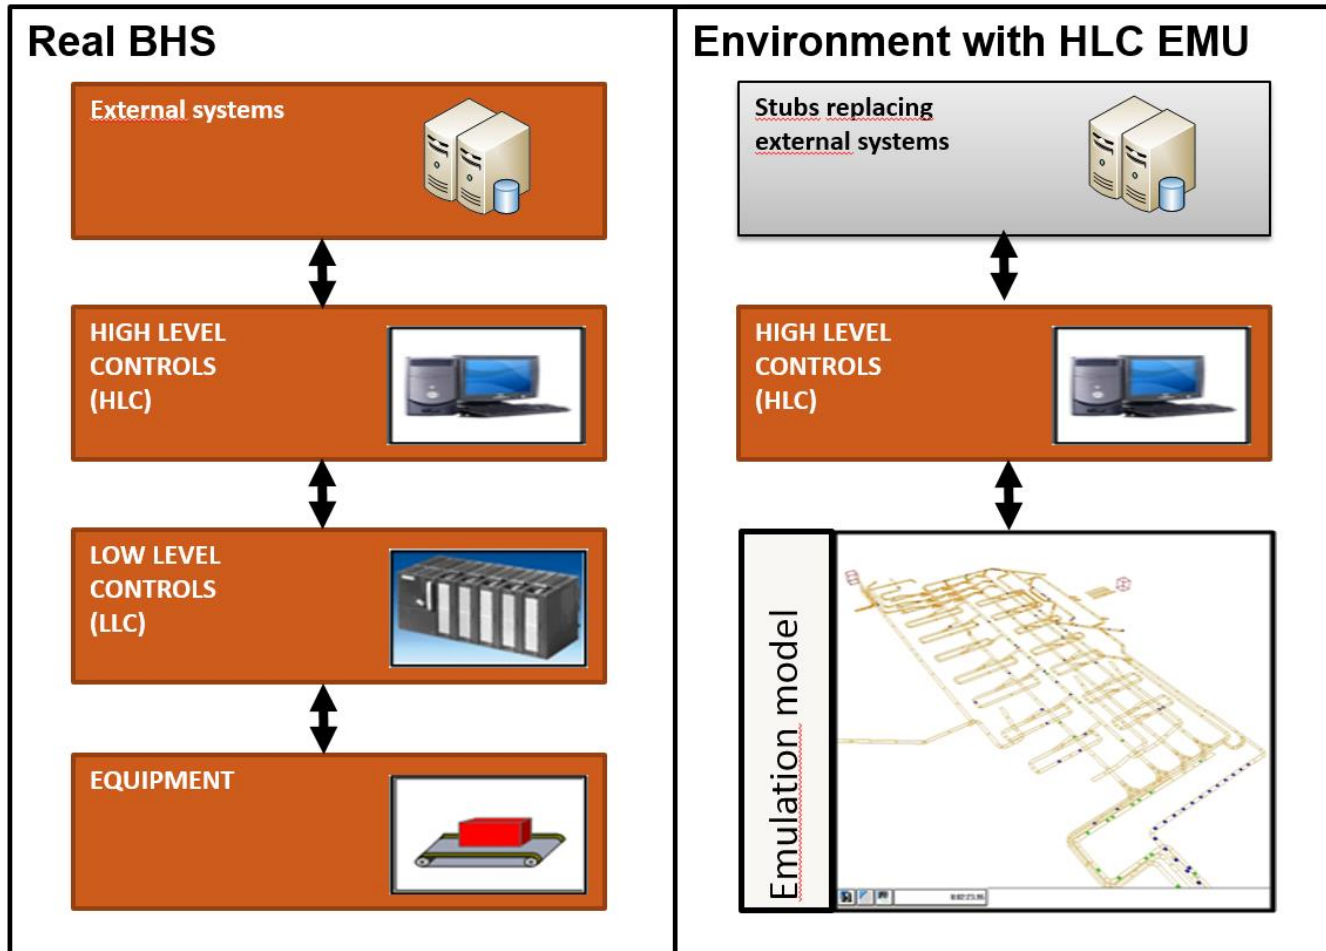 Real BHS
External systems
HIGH LEVEL
CONTROLS
(HLC)
LOW LEVEL
CONTROLS
(LLC)
EQUIPMENT
Environment with HLC EMU
Stubs replacing
external systems
HIGH LEVEL
CONTROLS
(HLC)
Emulation model